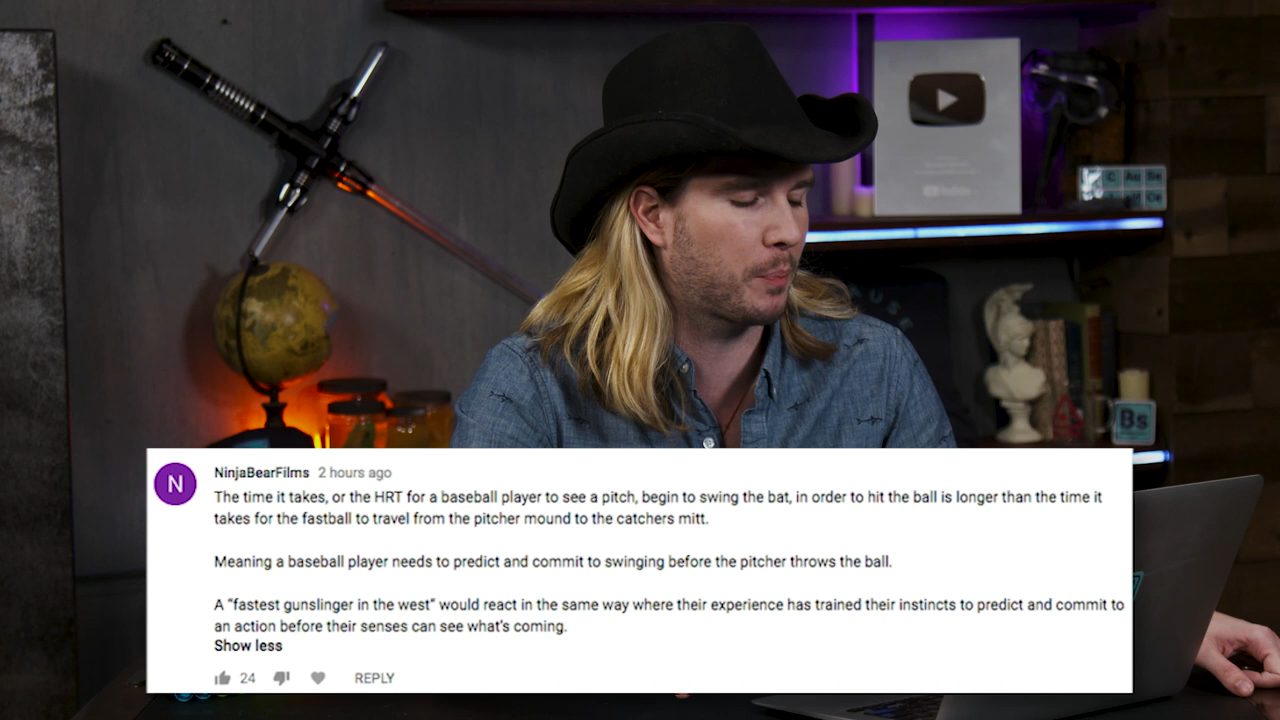 C Au Se
AUSE
Bs
N
NinjaBearFilms 2 hours ago
The time it takes, or the HRT for a baseball player to see a pitch, begin to swing the bat, in order to hit the ball is longer than the time it
takes for the fastball to travel from the pitcher mound to the catchers mitt.
Meaning a baseball player needs to predict and commit to swinging before the pitcher throws the ball.
A “fastest gunslinger in the west” would react in the same way where their experience has trained their instincts to predict and commit to
an action before their senses can see what’s coming.
Show less
24 REPLY